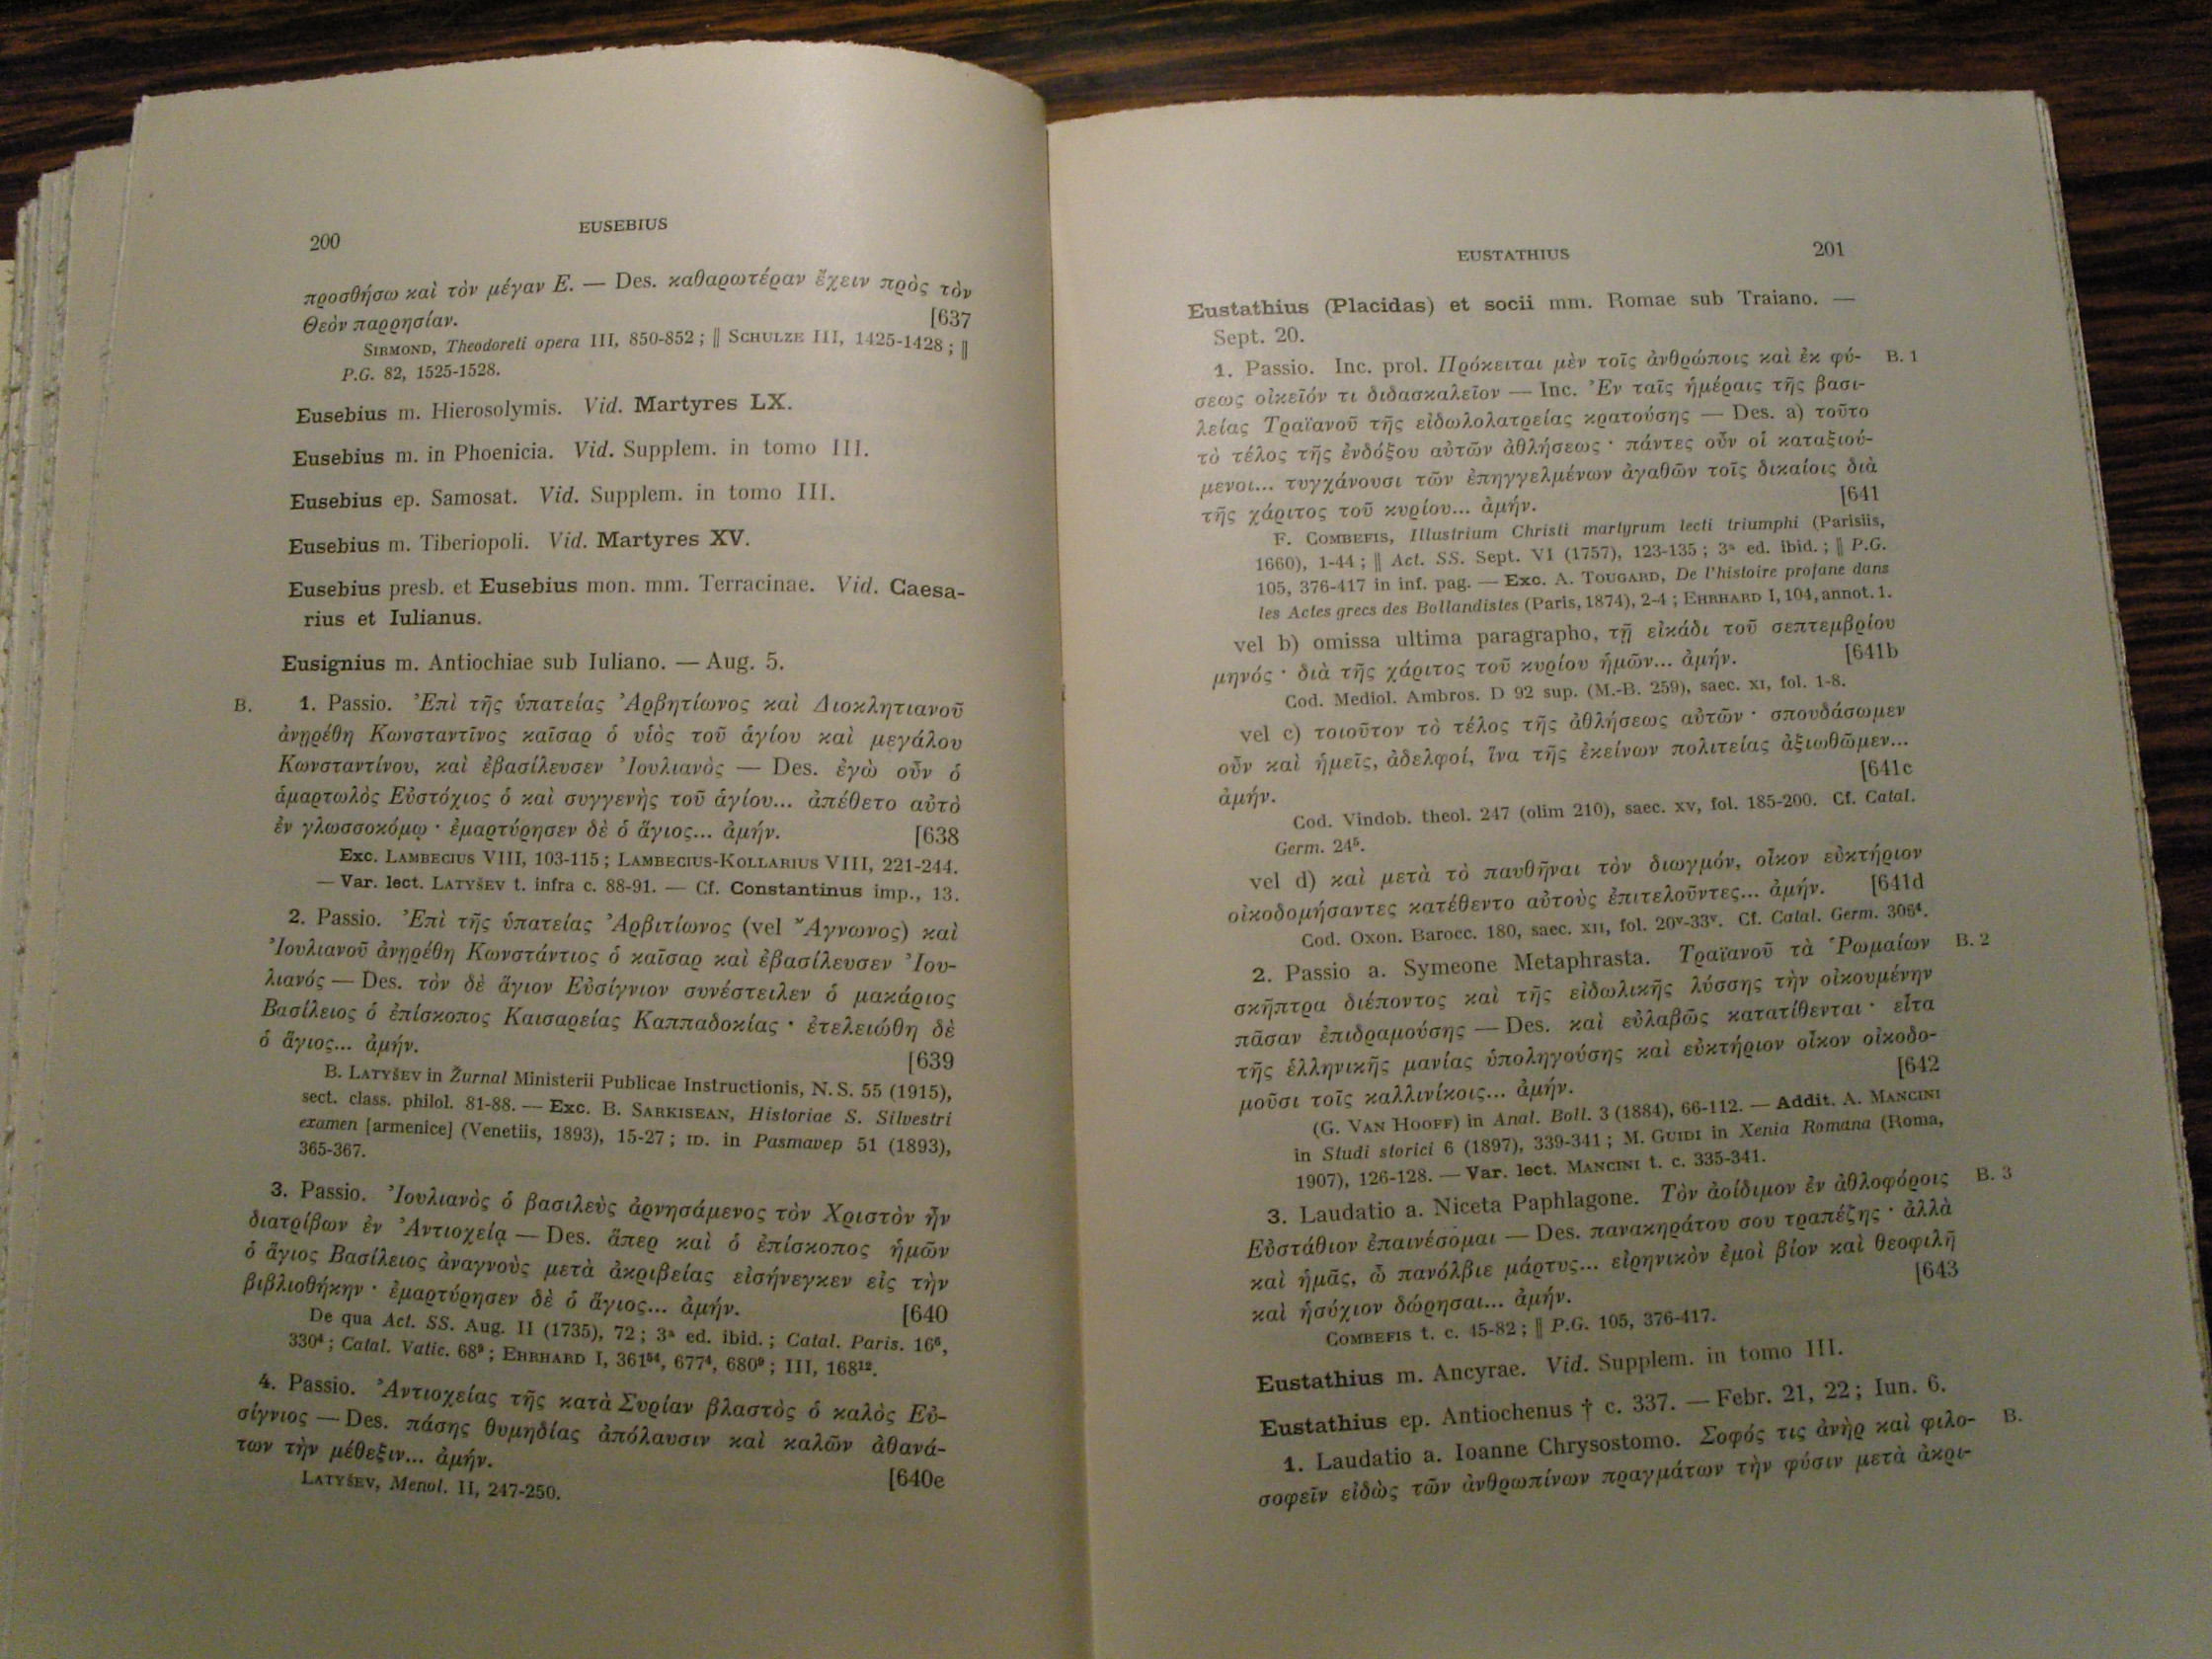 200
EUSEBIUS
προσθήσω καὶ τὸν μέγαν Ε. — Des. καθαρωτέραν ἔχειν πρὸς τὸν
Θεὸν παρρησίαν. [637
SIRMOND, Theodoreti opera III, 850-852 ; || SCHULZE III, 1425-1428 ; ||
P.G. 82, 1525-1528.
Eusebius m. Hierosolymis. Vid. Martyres LX.
Eusebius m. in Phoenicia. Vid. Supplem. in tomo III.
Eusebius ep. Samosat. Vid. Supplem. in tomo III.
Eusebius m. Tiberiopoli. Vid. Martyres XV.
Eusebius presb. et Eusebius mon. mm. Terracinae. Vid. Caesa-
rius et Iulianus.
Eusignius m. Antiochiae sub Iuliano. — Aug. 5.
B. 1. Passio. Ἐπὶ τῆς ὑπατείας Ἀρβητίωνος καὶ Διοκλητιανοῦ
ἀνῃρέθη Κωνσταντῖνος καῖσαρ ὁ υἱὸς τοῦ ἁγίου καὶ μεγάλου
Κωνσταντίνου, καὶ ἐβασίλευσεν Ἰουλιανὸς — Des. ἐγὼ οὖν ὁ
ἁμαρτωλὸς Εὐστόχιος ὁ καὶ συγγενὴς τοῦ ἁγίου... ἀπέθετο αὐτὸ
ἐν γλωσσοκόμῳ · ἐμαρτύρησεν δὲ ὁ ἅγιος... ἀμήν. [638
Exc. LAMBECIUS VIII, 103-115 ; LAMBECIUS-KOLLARIUS VIII, 221-244.
— Var. lect. LATYŠEV t. infra c. 88-91. — Cf. Constantinus imp., 13.
2. Passio. Ἐπὶ τῆς ὑπατείας Ἀρβιτίωνος (vel Ἄγνωνος) καὶ
Ἰουλιανοῦ ἀνῃρέθη Κωνστάντιος ὁ καῖσαρ καὶ ἐβασίλευσεν Ἰου-
λιανός — Des. τὸν δὲ ἅγιον Εὐσίγνιον συνέστειλεν ὁ μακάριος
Βασίλειος ὁ ἐπίσκοπος Καισαρείας Καππαδοκίας · ἐτελειώθη δὲ
ὁ ἅγιος... ἀμήν. [639
B. LATYŠEV in Žurnal Ministerii Publicae Instructionis, N. S. 55 (1915),
sect. class. philol. 81-88. — Exc. B. SARKISEAN, Historiae S. Silvestri
examen [armenice] (Venetiis, 1893), 15-27 ; ID. in Pasmavep 51 (1893),
365-367.
3. Passio. Ἰουλιανὸς ὁ βασιλεὺς ἀρνησάμενος τὸν Χριστὸν ἦν
διατρίβων ἐν Ἀντιοχείᾳ — Des. ἅπερ καὶ ὁ ἐπίσκοπος ἡμῶν
ὁ ἅγιος Βασίλειος ἀναγνοὺς μετὰ ἀκριβείας εἰσήνεγκεν εἰς τὴν
βιβλιοθήκην · ἐμαρτύρησεν δὲ ὁ ἅγιος... ἀμήν. [640
De qua Act. SS. Aug. II (1735), 72 ; 3ª ed. ibid. ; Catal. Paris. 16⁶,
330⁴ ; Catal. Vatic. 68⁹ ; EHRHARD I, 361⁵⁴, 677⁴, 680⁹ ; III, 168¹².
4. Passio. Ἀντιοχείας τῆς κατὰ Συρίαν βλαστὸς ὁ καλὸς Εὐ-
σίγνιος — Des. πάσης θυμηδίας ἀπόλαυσιν καὶ καλῶν ἀθανά-
των τὴν μέθεξιν... ἀμήν. [640e
LATYŠEV, Menol. II, 247-250.
EUSTATHIUS
201
Eustathius (Placidas) et socii mm. Romae sub Traiano. —
Sept. 20.
1. Passio. Inc. prol. Πρόκειται μὲν τοῖς ἀνθρώποις καὶ ἐκ φύ- B. 1
σεως οἰκεῖόν τι διδασκαλεῖον — Inc. Ἐν ταῖς ἡμέραις τῆς βασι-
λείας Τραϊανοῦ τῆς εἰδωλολατρείας κρατούσης — Des. a) τοῦτο
τὸ τέλος τῆς ἐνδόξου αὐτῶν ἀθλήσεως · πάντες οὖν οἱ καταξιού-
μενοι... τυγχάνουσι τῶν ἐπηγγελμένων ἀγαθῶν τοῖς δικαίοις διὰ
τῆς χάριτος τοῦ κυρίου... ἀμήν. [641
F. COMBEFIS, Illustrium Christi martyrum lecti triumphi (Parisiis,
1660), 1-44 ; || Act. SS. Sept. VI (1757), 123-135 ; 3ª ed. ibid. ; || P.G.
105, 376-417 in inf. pag. — Exc. A. TOUGARD, De l'histoire profane dans
les Actes grecs des Bollandistes (Paris, 1874), 2-4 ; EHRHARD I, 104, annot. 1.
vel b) omissa ultima paragrapho, τῇ εἰκάδι τοῦ σεπτεμβρίου
μηνός · διὰ τῆς χάριτος τοῦ κυρίου ἡμῶν... ἀμήν. [641b
Cod. Mediol. Ambros. D 92 sup. (M.-B. 259), saec. XI, fol. 1-8.
vel c) τοιοῦτον τὸ τέλος τῆς ἀθλήσεως αὐτῶν · σπουδάσωμεν
οὖν καὶ ἡμεῖς, ἀδελφοί, ἵνα τῆς ἐκείνων πολιτείας ἀξιωθῶμεν...
ἀμήν. [641c
Cod. Vindob. theol. 247 (olim 210), saec. XV, fol. 185-200. Cf. Catal.
Germ. 24⁵.
vel d) καὶ μετὰ τὸ παυθῆναι τὸν διωγμόν, οἶκον εὐκτήριον
οἰκοδομήσαντες κατέθεντο αὐτοὺς ἐπιτελοῦντες... ἀμήν. [641d
Cod. Oxon. Barocc. 180, saec. XII, fol. 20ᵛ-33ᵛ. Cf. Catal. Germ. 306⁴.
2. Passio a. Symeone Metaphrasta. Τραϊανοῦ τὰ Ῥωμαίων B. 2
σκῆπτρα διέποντος καὶ τῆς εἰδωλικῆς λύσσης τὴν οἰκουμένην
πᾶσαν ἐπιδραμούσης — Des. καὶ εὐλαβῶς κατατίθενται · εἶτα
τῆς ἑλληνικῆς μανίας ὑποληγούσης καὶ εὐκτήριον οἶκον οἰκοδο-
μοῦσι τοῖς καλλινίκοις... ἀμήν. [642
(G. VAN HOOFF) in Anal. Boll. 3 (1884), 66-112. — Addit. A. MANCINI
in Studi storici 6 (1897), 339-341 ; M. GUIDI in Xenia Romana (Roma,
1907), 126-128. — Var. lect. MANCINI t. c. 335-341.
3. Laudatio a. Niceta Paphlagone. Τὸν ἀοίδιμον ἐν ἀθλοφόροις B. 3
Εὐστάθιον ἐπαινέσομαι — Des. πανακηράτου σου τραπέζης · ἀλλὰ
καὶ ἡμᾶς, ὦ πανόλβιε μάρτυς... εἰρηνικὸν ἐμοὶ βίον καὶ θεοφιλῆ
καὶ ἡσύχιον δώρησαι... ἀμήν. [643
COMBEFIS t. c. 45-82 ; || P.G. 105, 376-417.
Eustathius m. Ancyrae. Vid. Supplem. in tomo III.
Eustathius ep. Antiochenus † c. 337. — Febr. 21, 22 ; Iun. 6.
1. Laudatio a. Ioanne Chrysostomo. Σοφός τις ἀνὴρ καὶ φιλο- B.
σοφεῖν εἰδὼς τῶν ἀνθρωπίνων πραγμάτων τὴν φύσιν μετὰ ἀκρι-